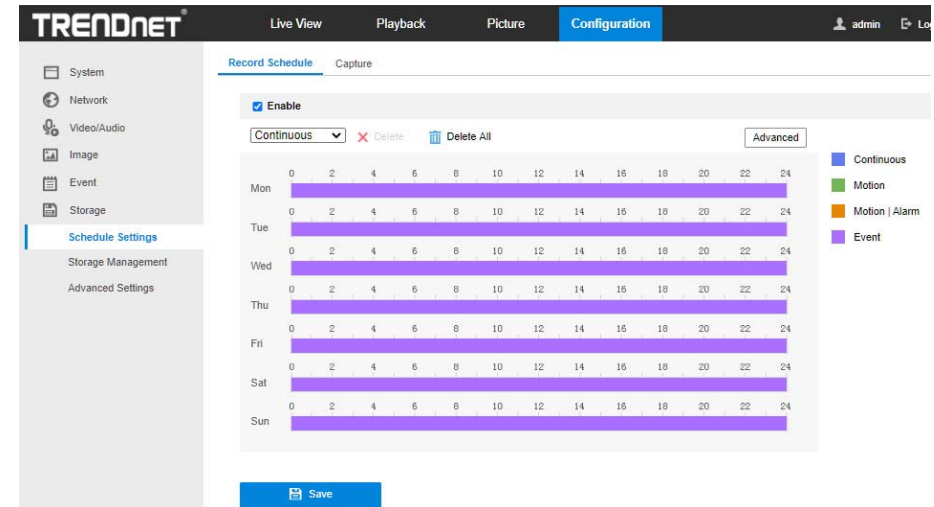 TRENDnET®
Live View Playback Picture Configuration admin
System
Network
Video/Audio
Image
Event
Storage
Schedule Settings
Storage Management
Advanced Settings
Record Schedule Capture
Enable
Continuous Delete Delete All Advanced
0 2 4 6 8 10 12 14 16 18 20 22 24
Mon
0 2 4 6 8 10 12 14 16 18 20 22 24
Tue
0 2 4 6 8 10 12 14 16 18 20 22 24
Wed
0 2 4 6 8 10 12 14 16 18 20 22 24
Thu
0 2 4 6 8 10 12 14 16 18 20 22 24
Fri
0 2 4 6 8 10 12 14 16 18 20 22 24
Sat
0 2 4 6 8 10 12 14 16 18 20 22 24
Sun
Continuous
Motion
Motion | Alarm
Event
Save